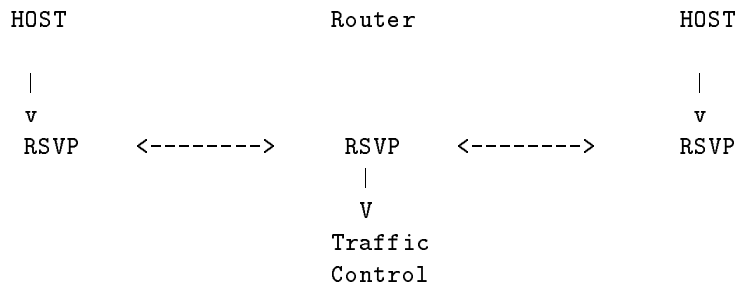 HOST Router HOST
| |
v v
RSVP <--------> RSVP <--------> RSVP
|
V
Traffic
Control